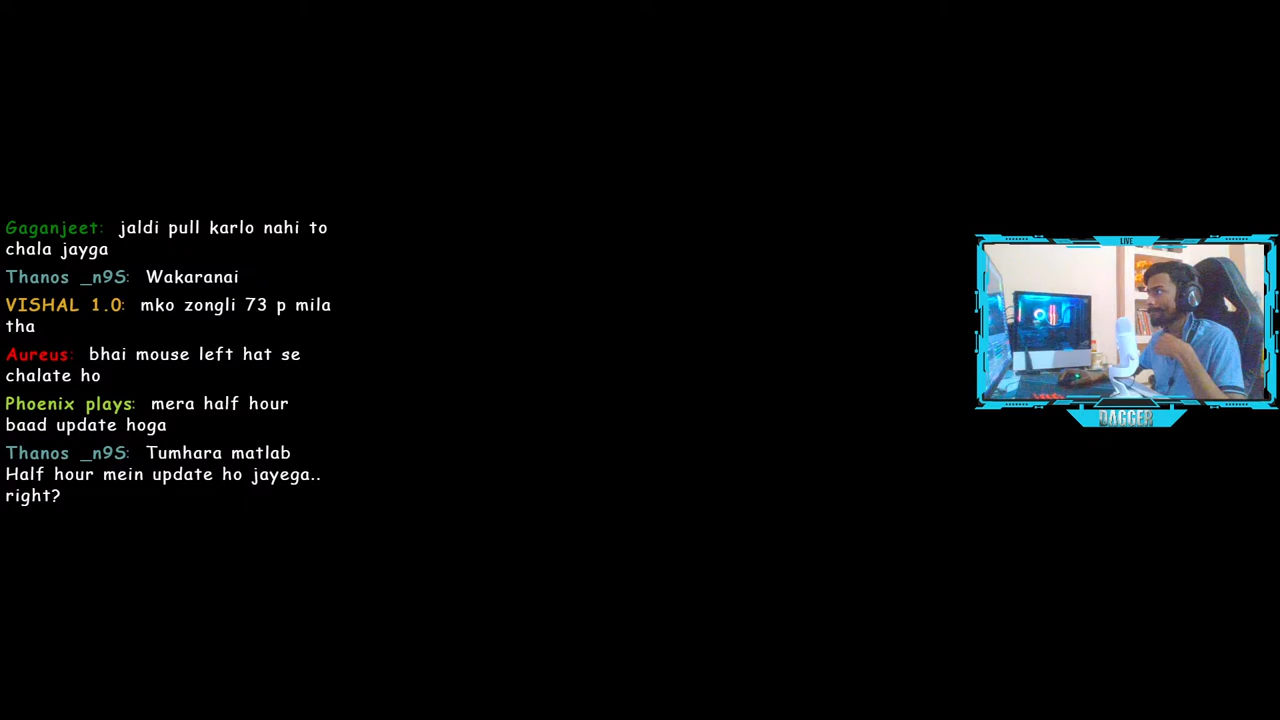 Gaganjeet: jaldi pull karlo nahi to
chala jayga
Thanos _n9S: Wakaranai
VISHAL 1.0: mko zongli 73 p mila
tha
Aureus: bhai mouse left hat se
chalate ho
Phoenix plays: mera half hour
baad update hoga
Thanos _n9S: Tumhara matlab
Half hour mein update ho jayega..
right?
LIVE
DAGGER